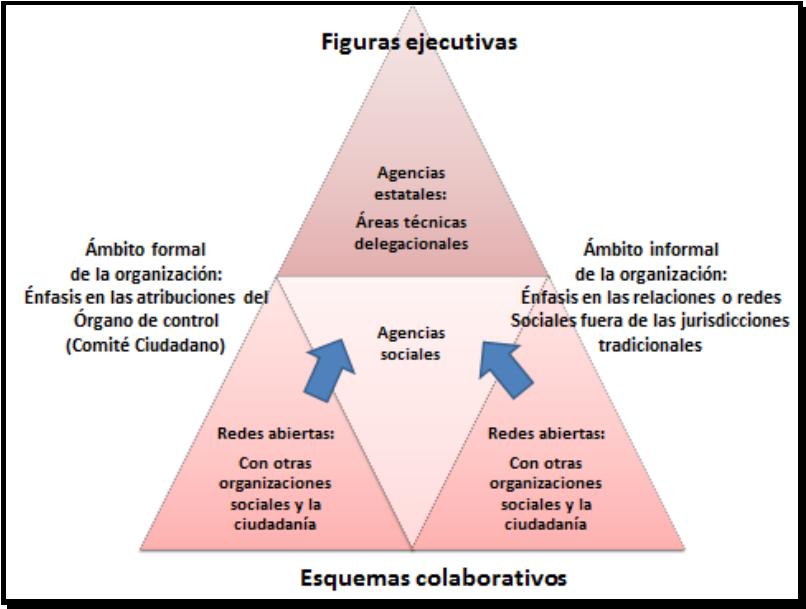 Figuras ejecutivas
Agencias
estatales:
Áreas técnicas
delegacionales
Ámbito formal
de la organización:
Énfasis en las atribuciones del
Órgano de control
(Comité Ciudadano)
Ámbito informal
de la organización:
Énfasis en las relaciones o redes
Sociales fuera de las jurisdicciones
tradicionales
Agencias
sociales
Redes abiertas:
Con otras
organizaciones
sociales y la
ciudadanía
Redes abiertas:
Con otras
organizaciones
sociales y la
ciudadanía
Esquemas colaborativos